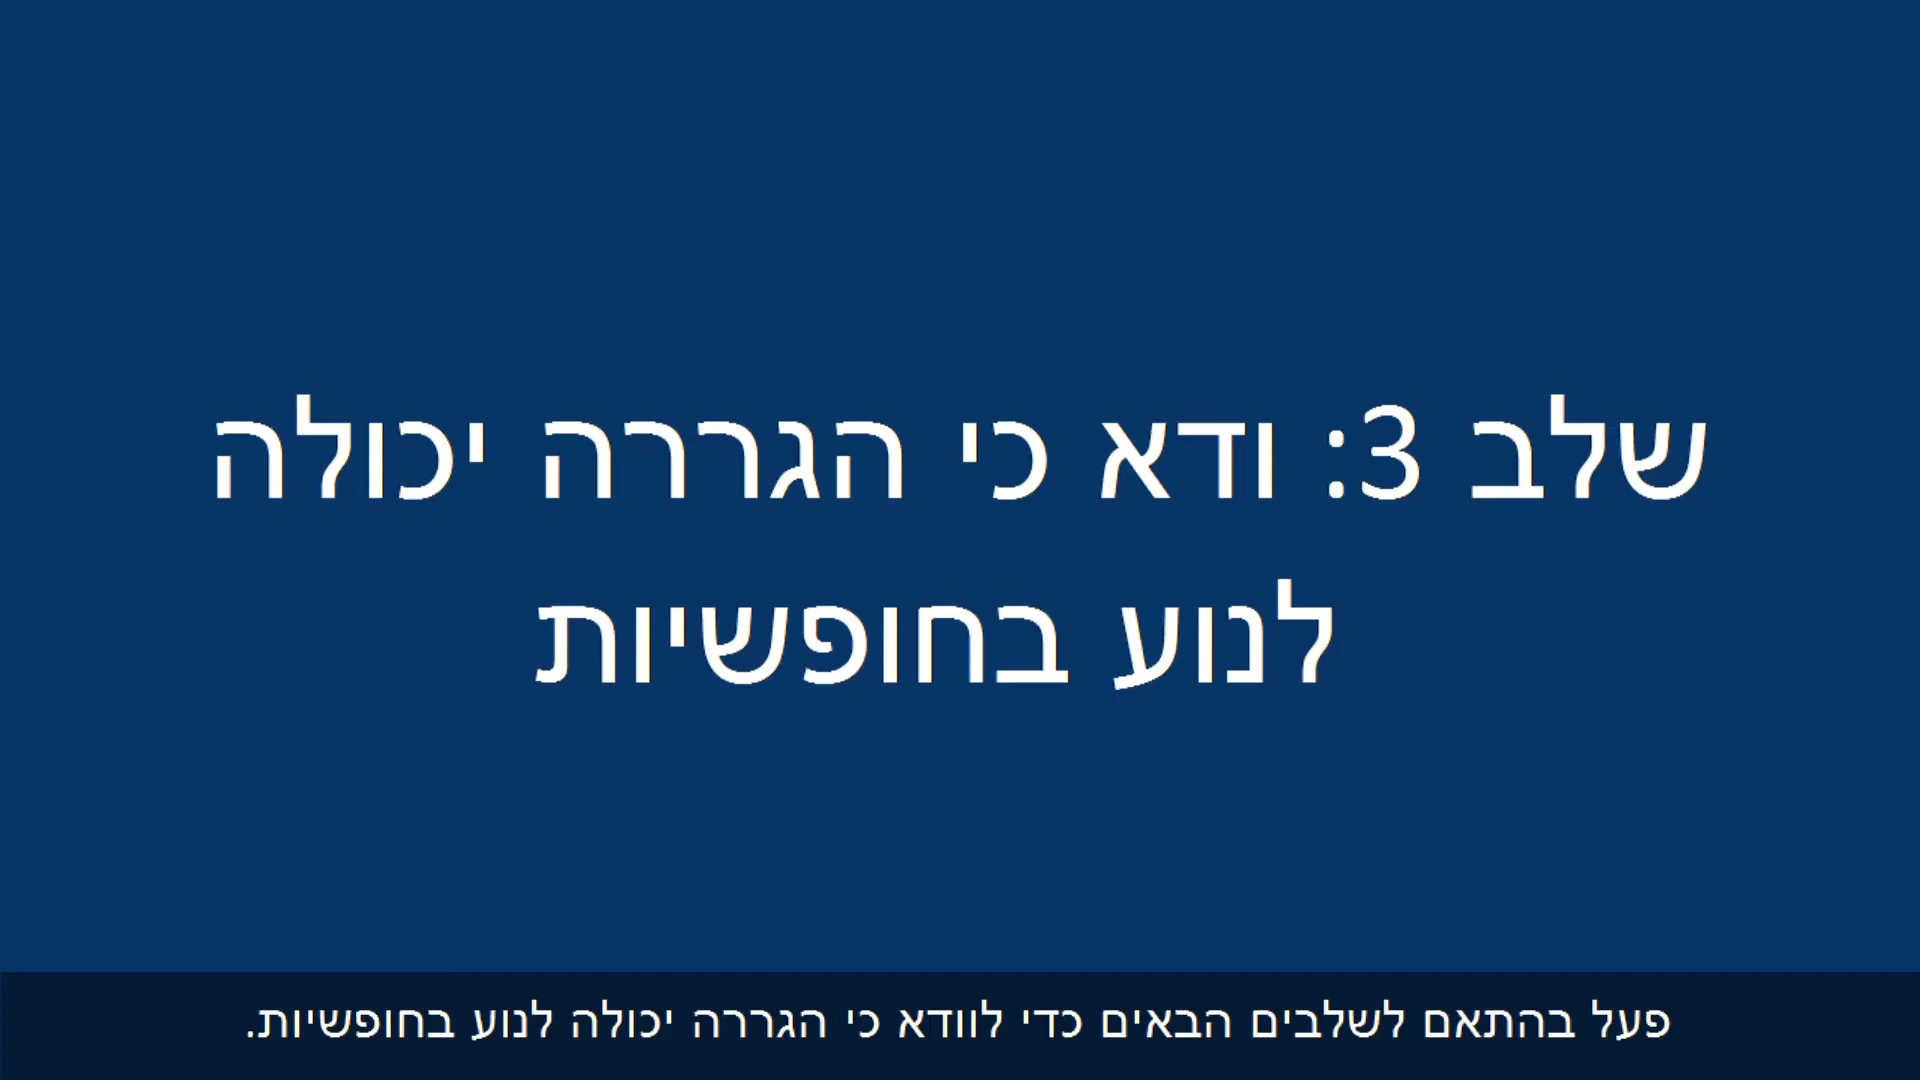 שלב 3: ודא כי הגררה יכולה
לנוע בחופשיות
פעל בהתאם לשלבים הבאים כדי לוודא כי הגררה יכולה לנוע בחופשיות.